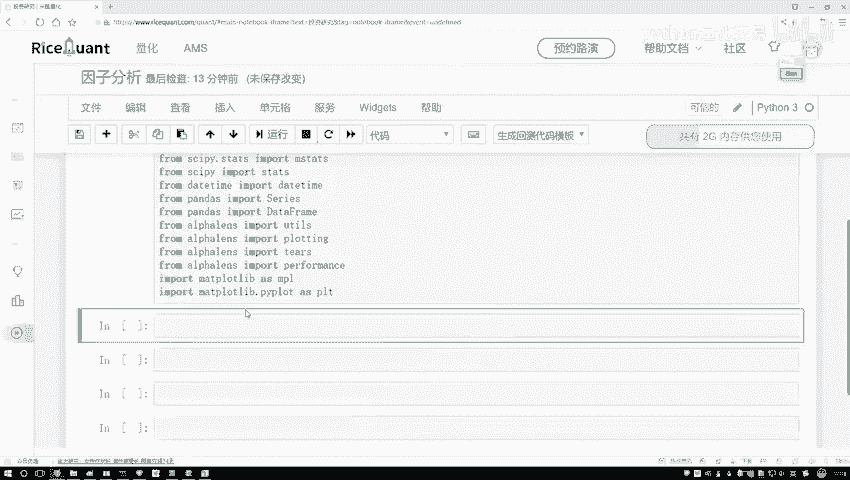 https://www.ricequant.com/quant/
RiceQuant 量化 AMS 预约路演 帮助文档 社区
因子分析 最后检查: 13 分钟前 (未保存改变)
文件 编辑 查看 插入 单元格 服务 Widgets 帮助 可信的 Python 3
运行 代码 生成回测代码模板 共有 2G 内存供您使用
from scipy.stats import mstats
from scipy import stats
from datetime import datetime
from pandas import Series
from pandas import DataFrame
from alphalens import utils
from alphalens import plotting
from alphalens import tears
from alphalens import performance
import matplotlib as mpl
import matplotlib.pyplot as plt
In [ ]:
In [ ]:
In [ ]:
In [ ]: